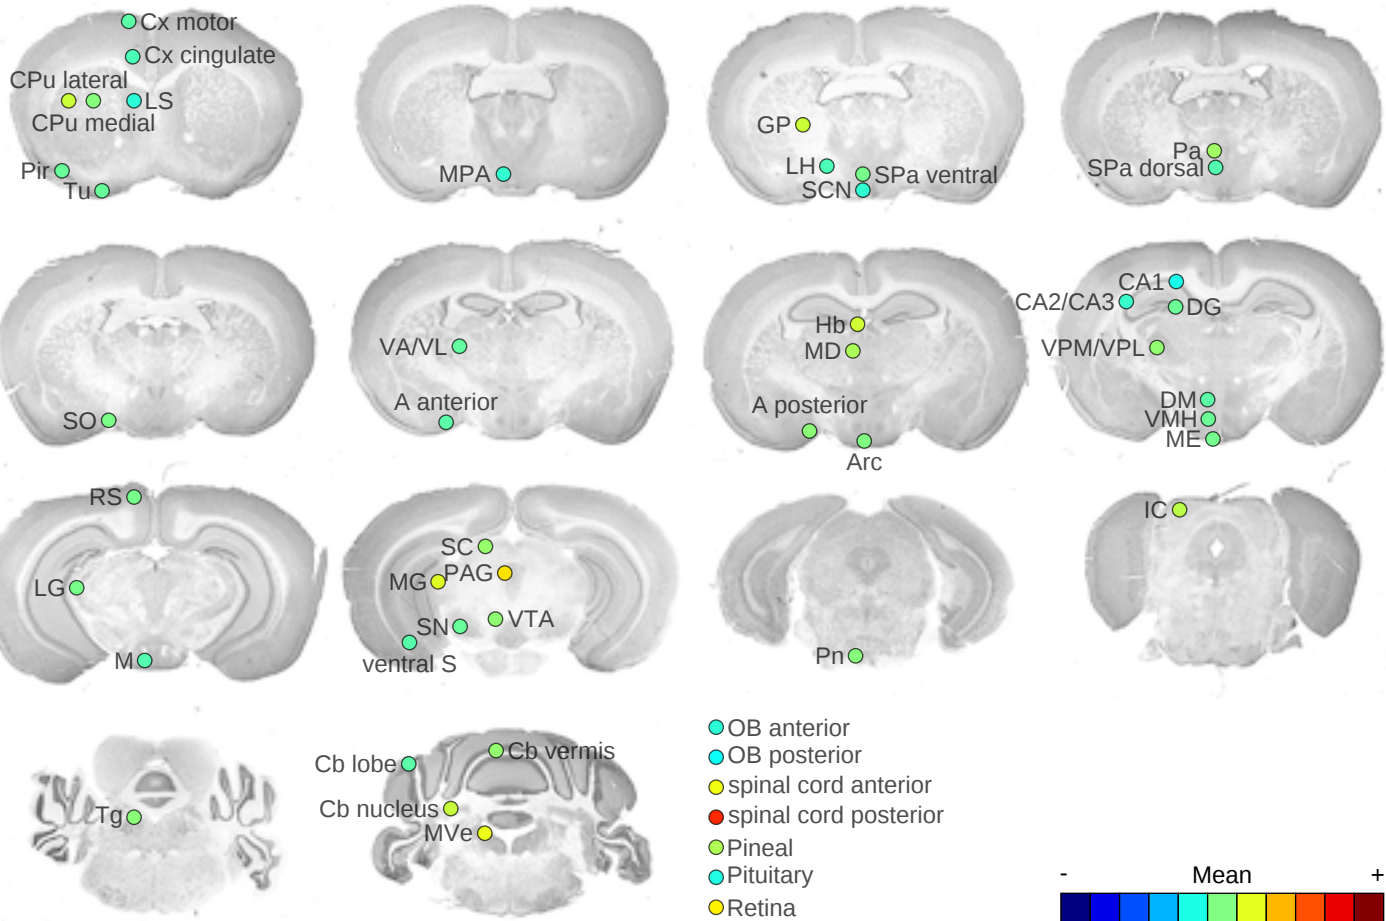 Cx motor
Cx cingulate
CPu lateral
LS
CPu medial
Pir
Tu
MPA
GP
LH
SPa ventral
SCN
Pa
SPa dorsal
SO
VA/VL
A anterior
Hb
MD
A posterior
Arc
CA1
CA2/CA3
DG
VPM/VPL
DM
VMH
ME
RS
LG
M
SC
PAG
MG
VTA
SN
ventral S
Pn
IC
Tg
Cb lobe
Cb vermis
Cb nucleus
MVe
OB anterior
OB posterior
spinal cord anterior
spinal cord posterior
Pineal
Pituitary
Retina
- Mean +